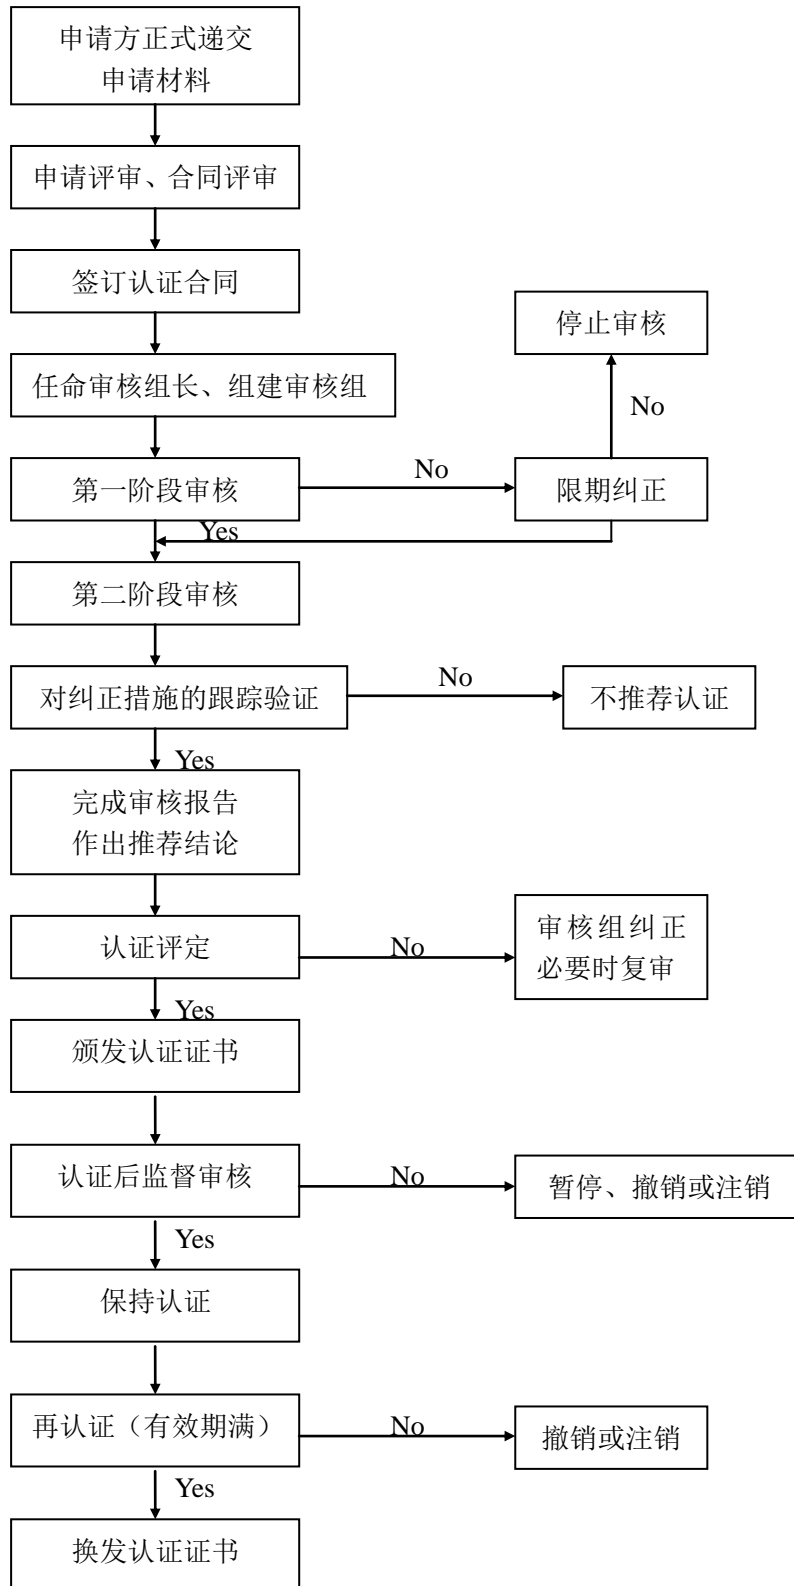 申请方正式递交
申请材料
申请评审、合同评审
签订认证合同
停止审核
任命审核组长、组建审核组
No
第一阶段审核
No
限期纠正
Yes
第二阶段审核
对纠正措施的跟踪验证
No
不推荐认证
Yes
完成审核报告
作出推荐结论
认证评定
No
审核组纠正
必要时复审
Yes
颁发认证证书
认证后监督审核
No
暂停、撤销或注销
Yes
保持认证
再认证（有效期满）
No
撤销或注销
Yes
换发认证证书